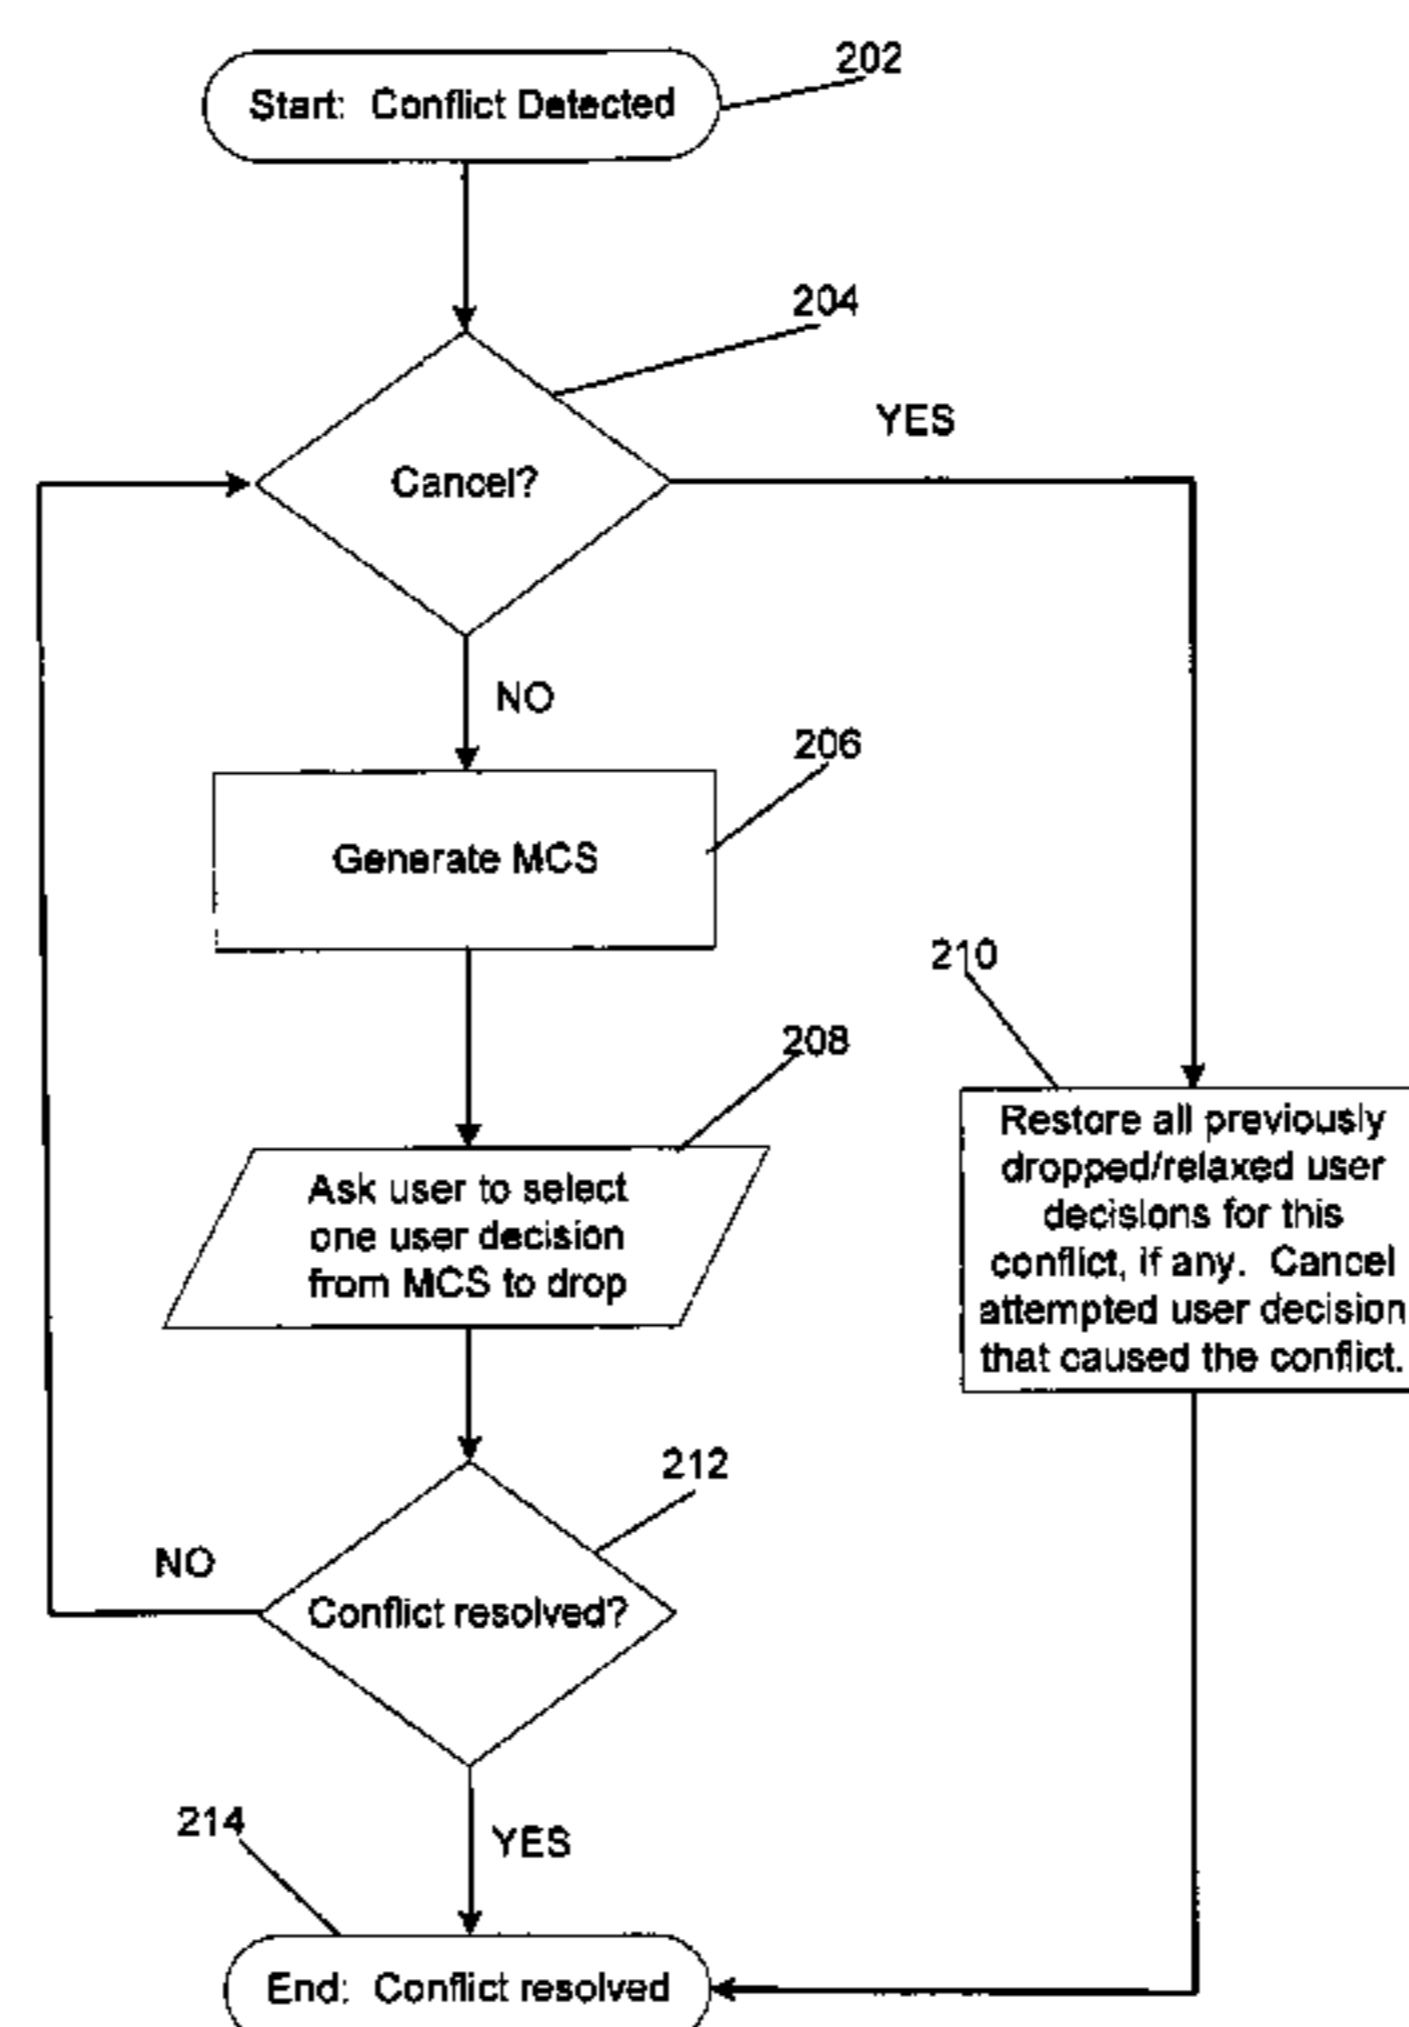 202
Start: Conflict Detected
204
YES
Cancel?
NO
206
Generate MCS
210
208
Restore all previously
dropped/relaxed user
decisions for this
conflict, if any. Cancel
attempted user decision
that caused the conflict.
Ask user to select
one user decision
from MCS to drop
212
NO
Conflict resolved?
214
YES
End: Conflict resolved